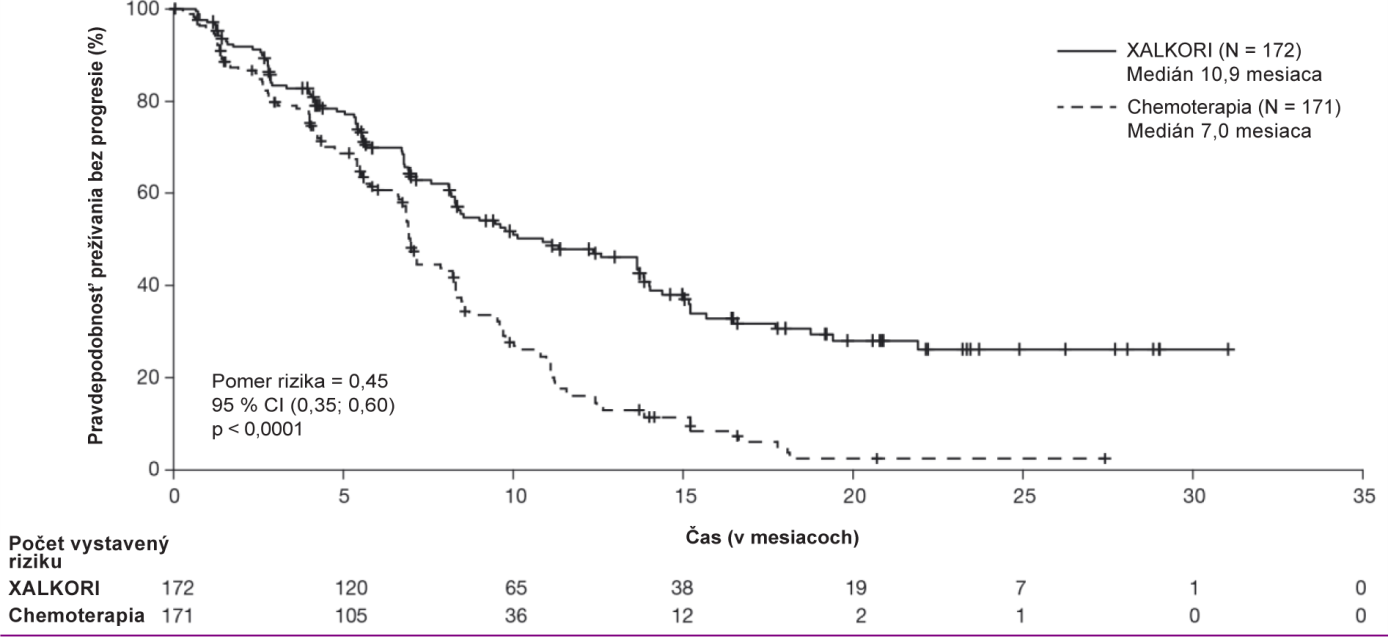 Pravdepodobnosť prežívania bez progresie (%)
100
80
60
40
20
0
XALKORI (N = 172)
Medián 10,9 mesiaca
Chemoterapia (N = 171)
Medián 7,0 mesiaca
Pomer rizika = 0,45
95 % CI (0,35; 0,60)
p < 0,0001
0 5 10 15 20 25 30 35
Čas (v mesiacoch)
Počet vystavený
riziku
XALKORI 172 120 65 38 19 7 1 0
Chemoterapia 171 105 36 12 2 1 0 0